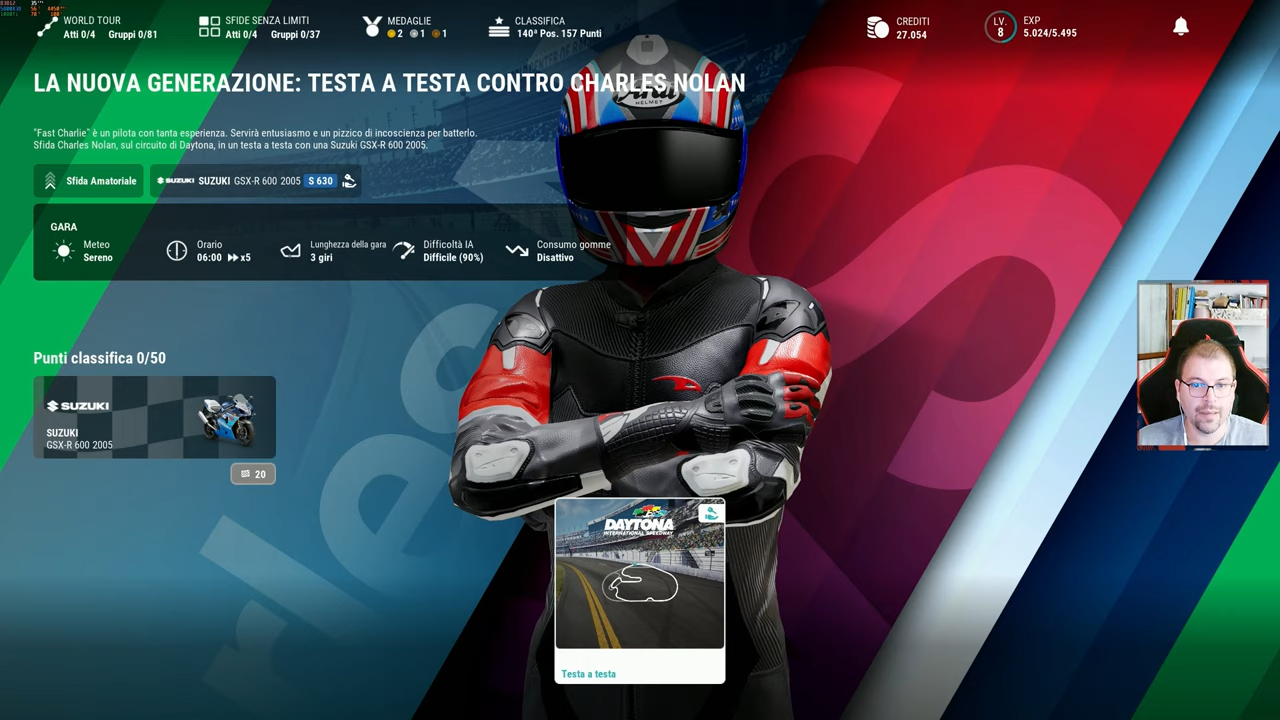 WORLD TOUR
Atti 0/4 Gruppi 0/81
SFIDE SENZA LIMITI
Atti 0/4 Gruppi 0/37
MEDAGLIE
2 1 1
CLASSIFICA
140ª Pos. 157 Punti
CREDITI
27.054
LV.
8
EXP
5.024/5.495
LA NUOVA GENERAZIONE: TESTA A TESTA CONTRO CHARLES NOLAN
Arai
HELMET
"Fast Charlie" è un pilota con tanta esperienza. Servirà entusiasmo e un pizzico di incoscienza per batterlo.
Sfida Charles Nolan, sul circuito di Daytona, in un testa a testa con una Suzuki GSX-R 600 2005.
Sfida Amatoriale
SUZUKI SUZUKI GSX-R 600 2005 S 630
GARA
Meteo
Sereno
Orario
06:00 x5
Lunghezza della gara
3 giri
Difficoltà IA
Difficile (90%)
Consumo gomme
Disattivo
Punti classifica 0/50
SUZUKI
SUZUKI
GSX-R 600 2005
20
DAYTONA
INTERNATIONAL SPEEDWAY
Testa a testa